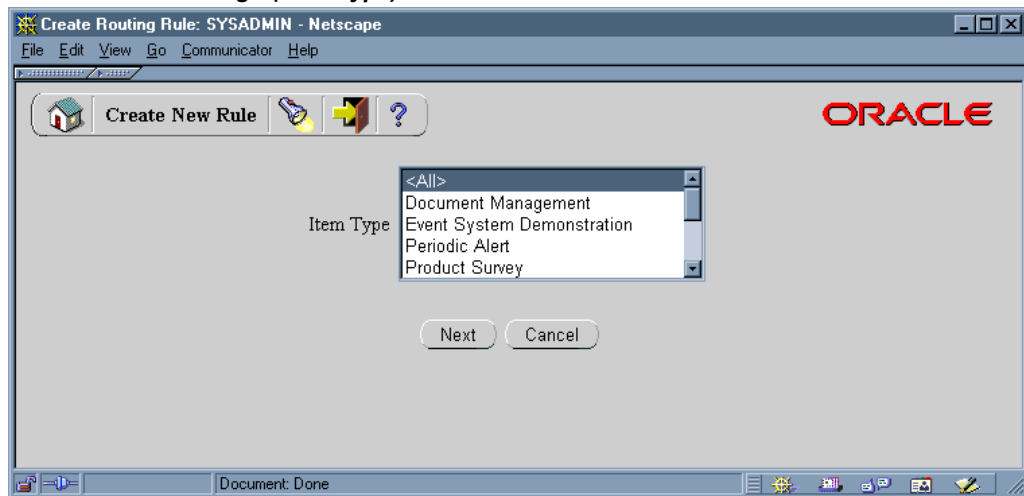 Create Routing Rule: SYSADMIN - Netscape
File Edit View Go Communicator Help
Create New Rule ?
ORACLE
<All>
Document Management
Item Type Event System Demonstration
Periodic Alert
Product Survey
Next Cancel
Document: Done